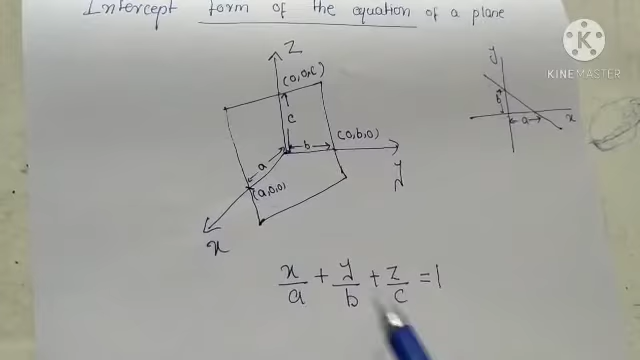 Intercept form of the equation of a plane
K
KINEMASTER
Z
(0,0,c)
c
b
(0,b,0)
a
(a,0,0)
y
x
y
b
a
x
x/a + y/b + z/c = 1